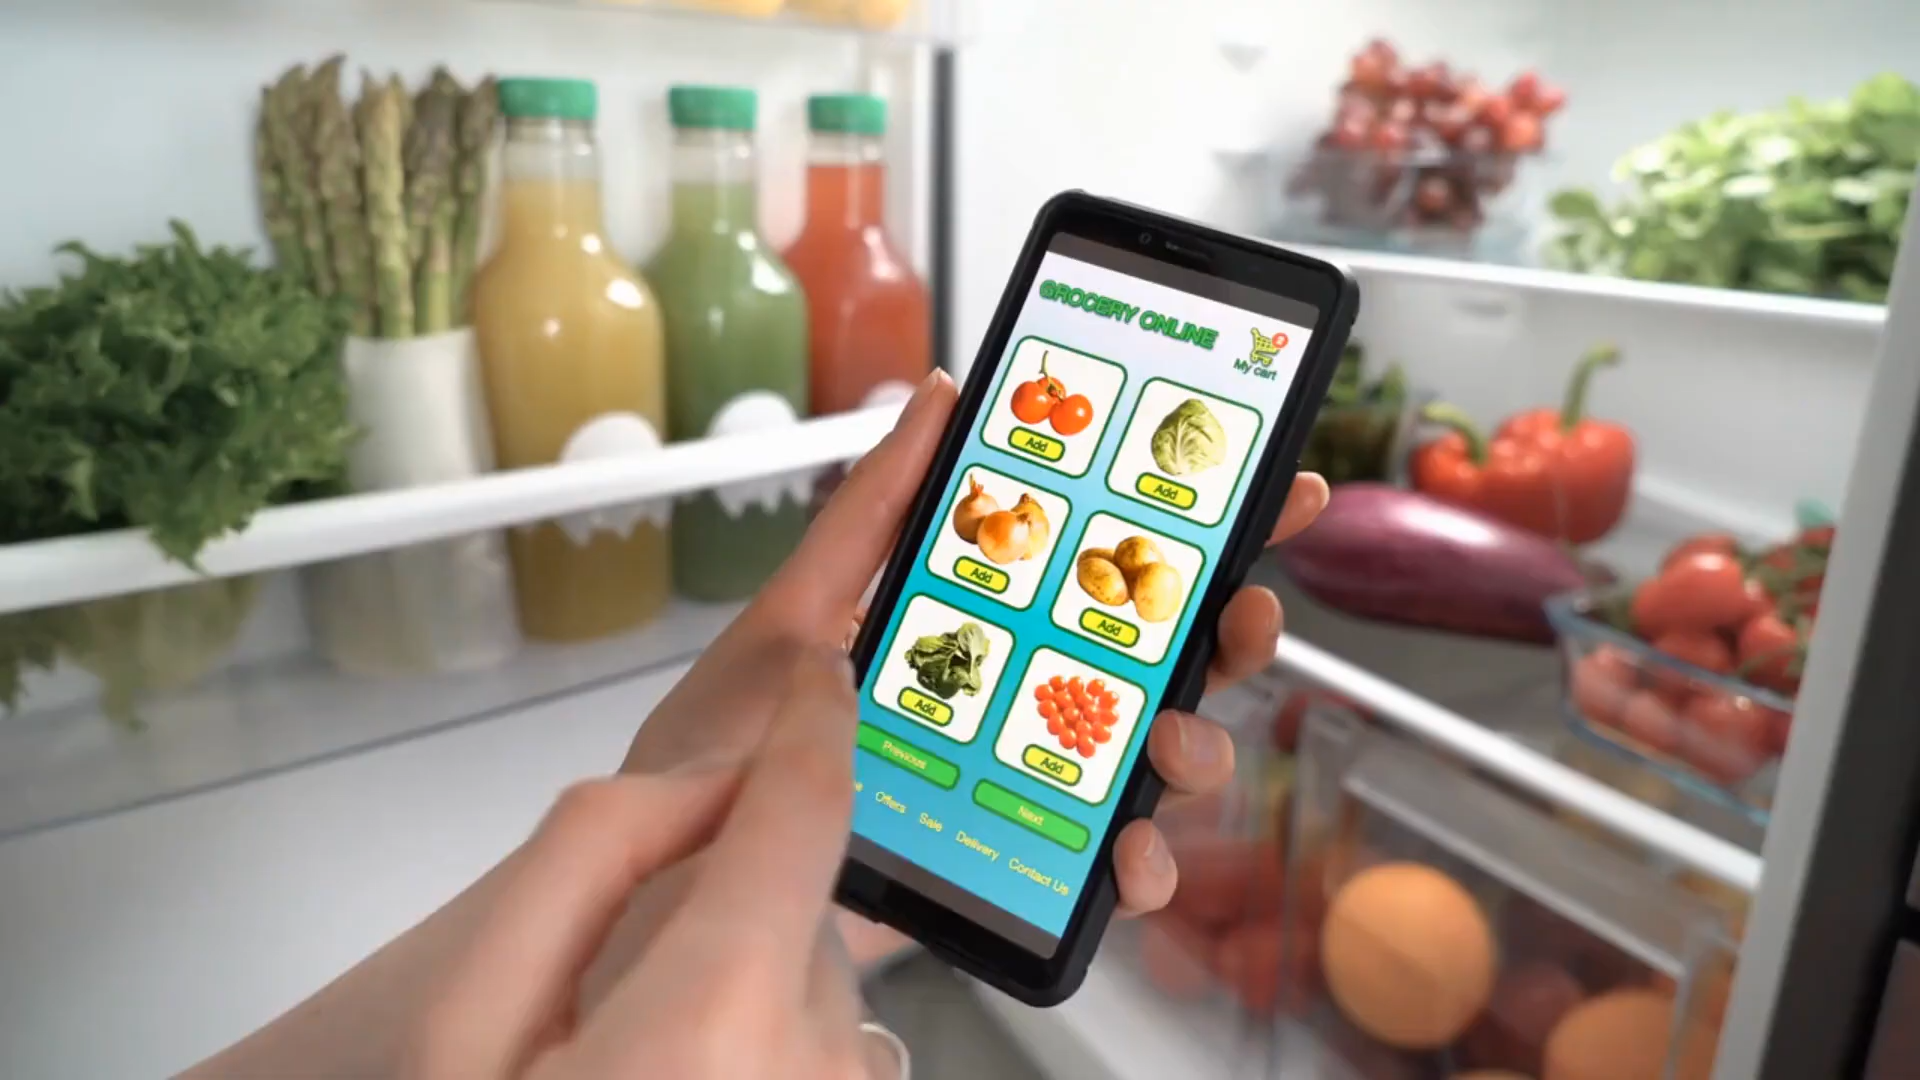 GROCERY ONLINE
My cart
Add
Add
Add
Add
Add
Add
Previous
Next
Offers Sale Delivery Contact Us